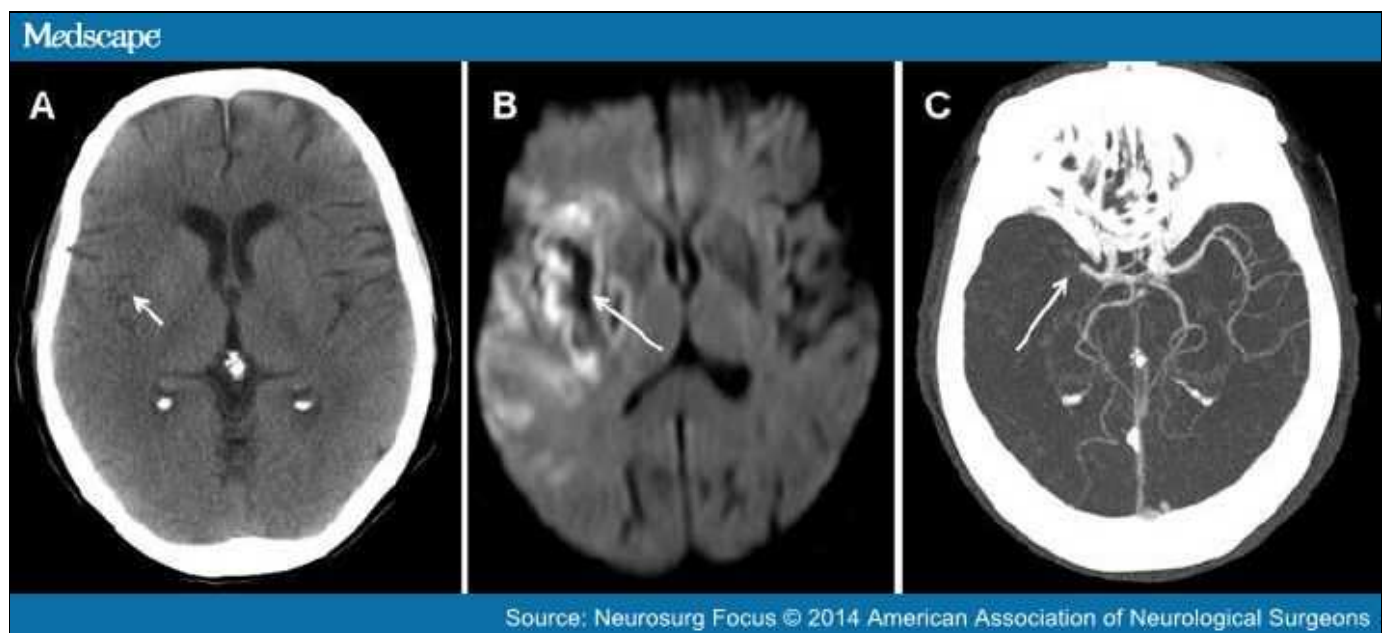 Medscape
A
B
C
Source: Neurosurg Focus © 2014 American Association of Neurological Surgeons